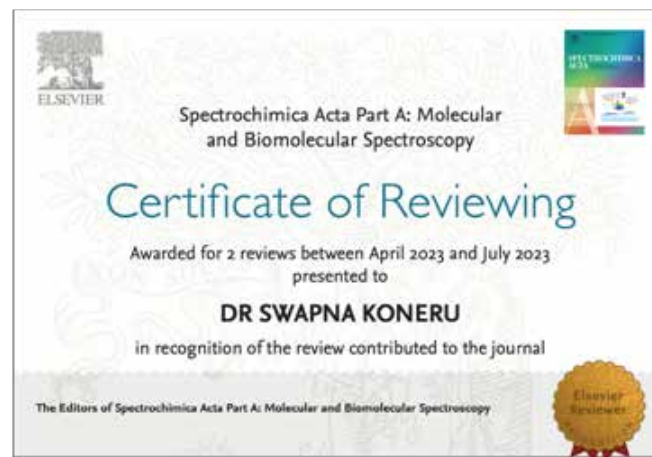 ELSEVIER
SPECTROCHIMICA
ACTA
A
Spectrochimica Acta Part A: Molecular
and Biomolecular Spectroscopy
Certificate of Reviewing
Awarded for 2 reviews between April 2023 and July 2023
presented to
DR SWAPNA KONERU
in recognition of the review contributed to the journal
The Editors of Spectrochimica Acta Part A: Molecular and Biomolecular Spectroscopy
Elsevier
Reviewer